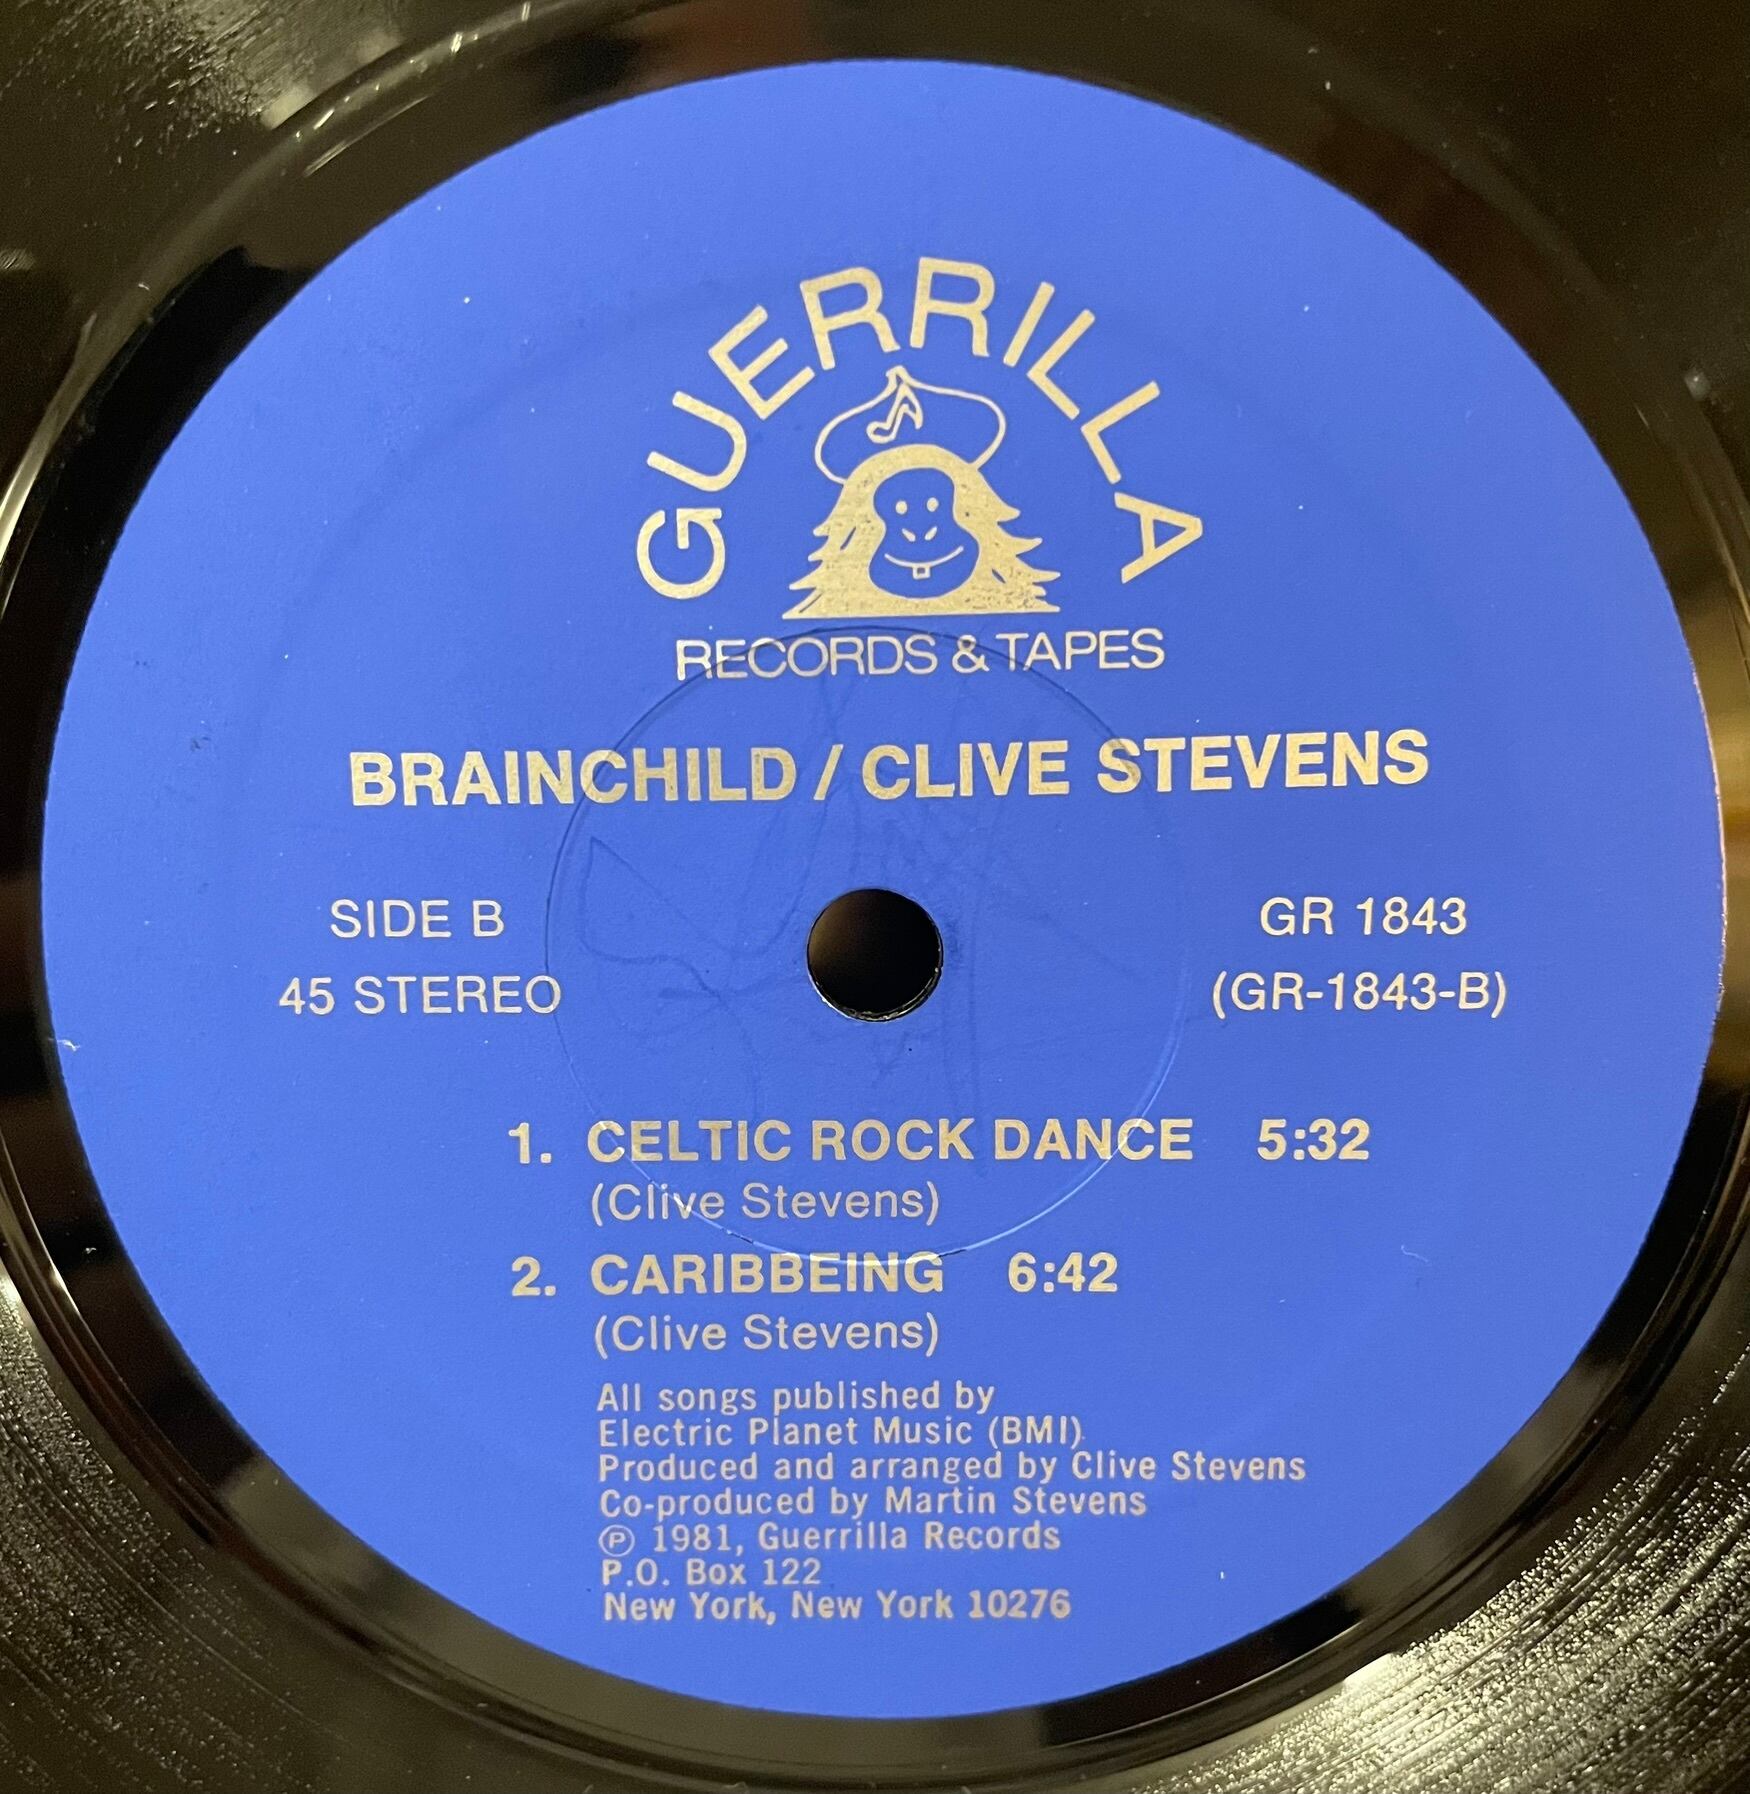 GUERRILLA
RECORDS & TAPES
BRAINCHILD / CLIVE STEVENS
SIDE B
45 STEREO
GR 1843
(GR-1843-B)
1. CELTIC ROCK DANCE 5:32
(Clive Stevens)
2. CARIBBEING 6:42
(Clive Stevens)
All songs published by
Electric Planet Music (BMI).
Produced and arranged by Clive Stevens
Co-produced by Martin Stevens
℗ 1981, Guerrilla Records
P.O. Box 122
New York, New York 10276